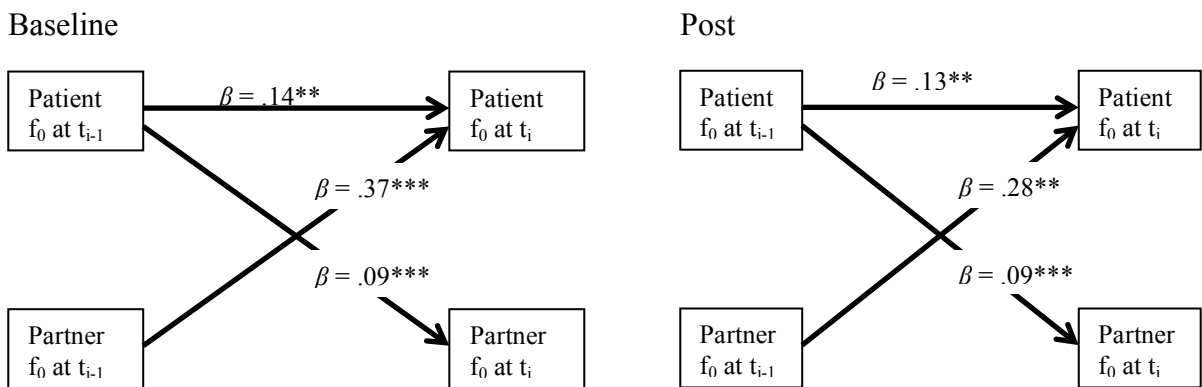 Baseline
Patient
f₀ at tᵢ₋₁
β = .14**
Patient
f₀ at tᵢ
β = .37***
β = .09***
Partner
f₀ at tᵢ₋₁
Partner
f₀ at tᵢ
Post
Patient
f₀ at tᵢ₋₁
β = .13**
Patient
f₀ at tᵢ
β = .28**
β = .09***
Partner
f₀ at tᵢ₋₁
Partner
f₀ at tᵢ